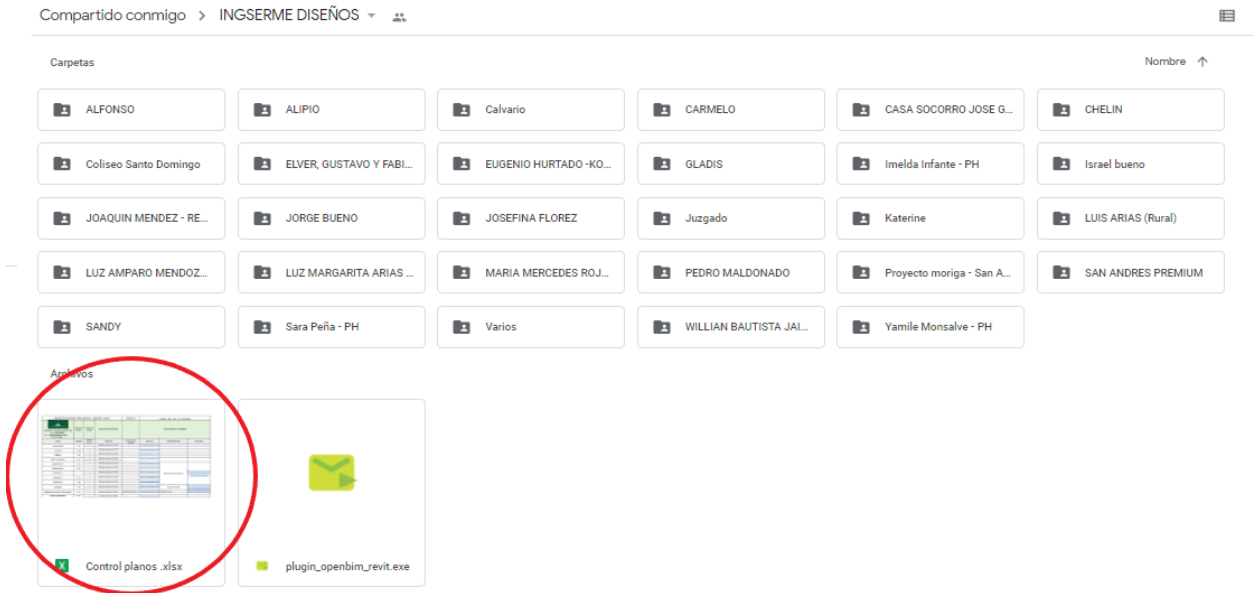 Compartido conmigo > INGSERME DISEÑOS
Carpetas
Nombre ↑
ALFONSO
ALIPIO
Calvario
CARMELO
CASA SOCORRO JOSE G...
CHELIN
Coliseo Santo Domingo
ELVER, GUSTAVO Y FABI...
EUGENIO HURTADO -KO...
GLADIS
Imelda Infante - PH
Israel bueno
JOAQUIN MENDEZ - RE...
JORGE BUENO
JOSEFINA FLOREZ
Juzgado
Katerine
LUIS ARIAS (Rural)
LUZ AMPARO MENDOZ...
LUZ MARGARITA ARIAS ...
MARIA MERCEDES ROJ...
PEDRO MALDONADO
Proyecto moriga - San A...
SAN ANDRES PREMIUM
SANDY
Sara Peña - PH
Varios
WILLIAN BAUTISTA JAI...
Yamile Monsalve - PH
Archivos
Control planos .xlsx
plugin_openbim_revit.exe